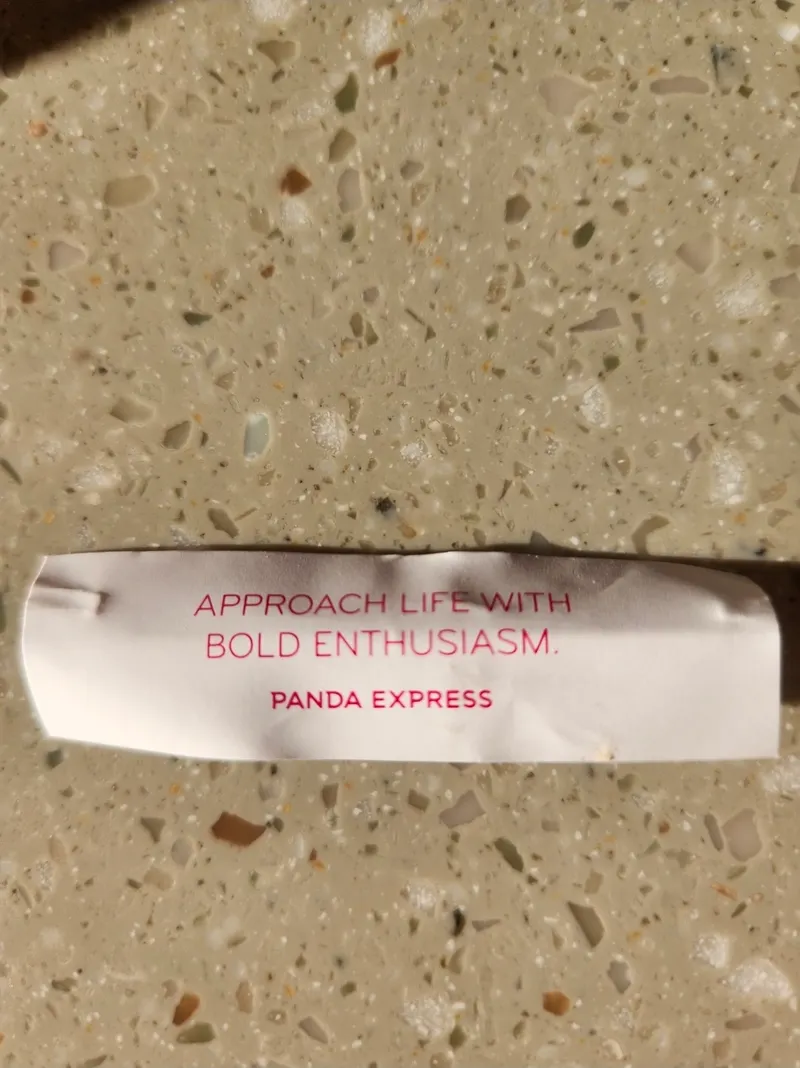 APPROACH LIFE WITH
BOLD ENTHUSIASM.
PANDA EXPRESS